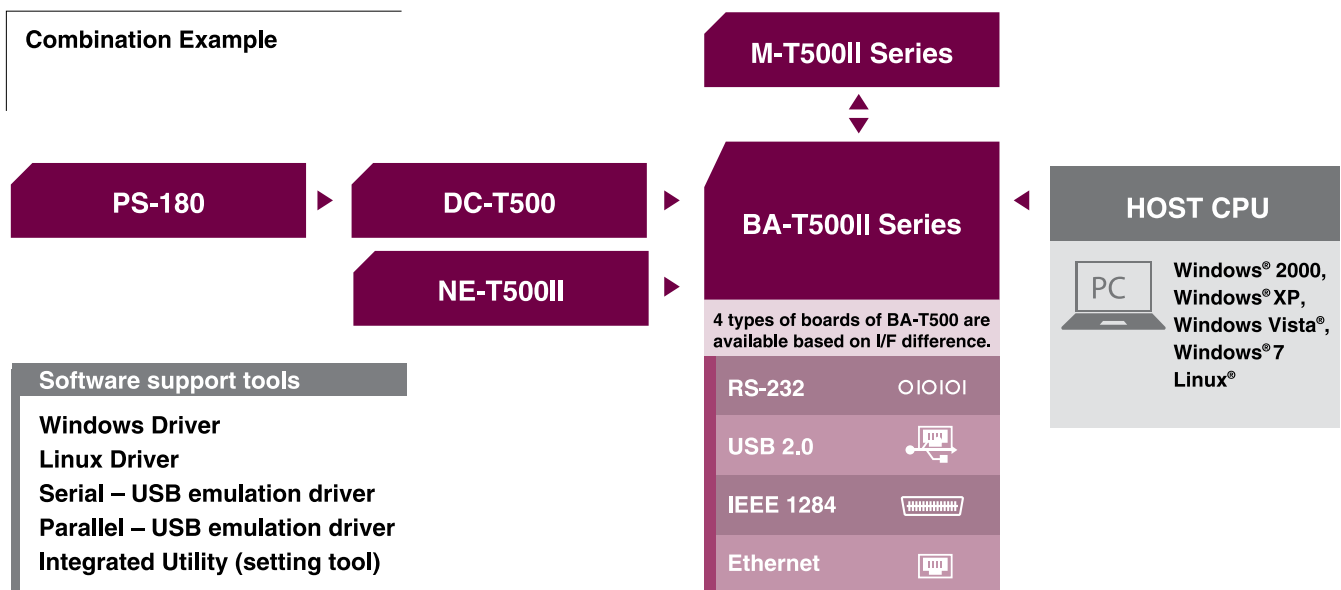 Combination Example
M-T500II Series
PS-180
DC-T500
BA-T500II Series
NE-T500II
HOST CPU
PC
Windows® 2000,
Windows® XP,
Windows Vista®,
Windows® 7
Linux®
4 types of boards of BA-T500 are
available based on I/F difference.
RS-232
OIOIOI
USB 2.0
IEEE 1284
Ethernet
Software support tools
Windows Driver
Linux Driver
Serial – USB emulation driver
Parallel – USB emulation driver
Integrated Utility (setting tool)